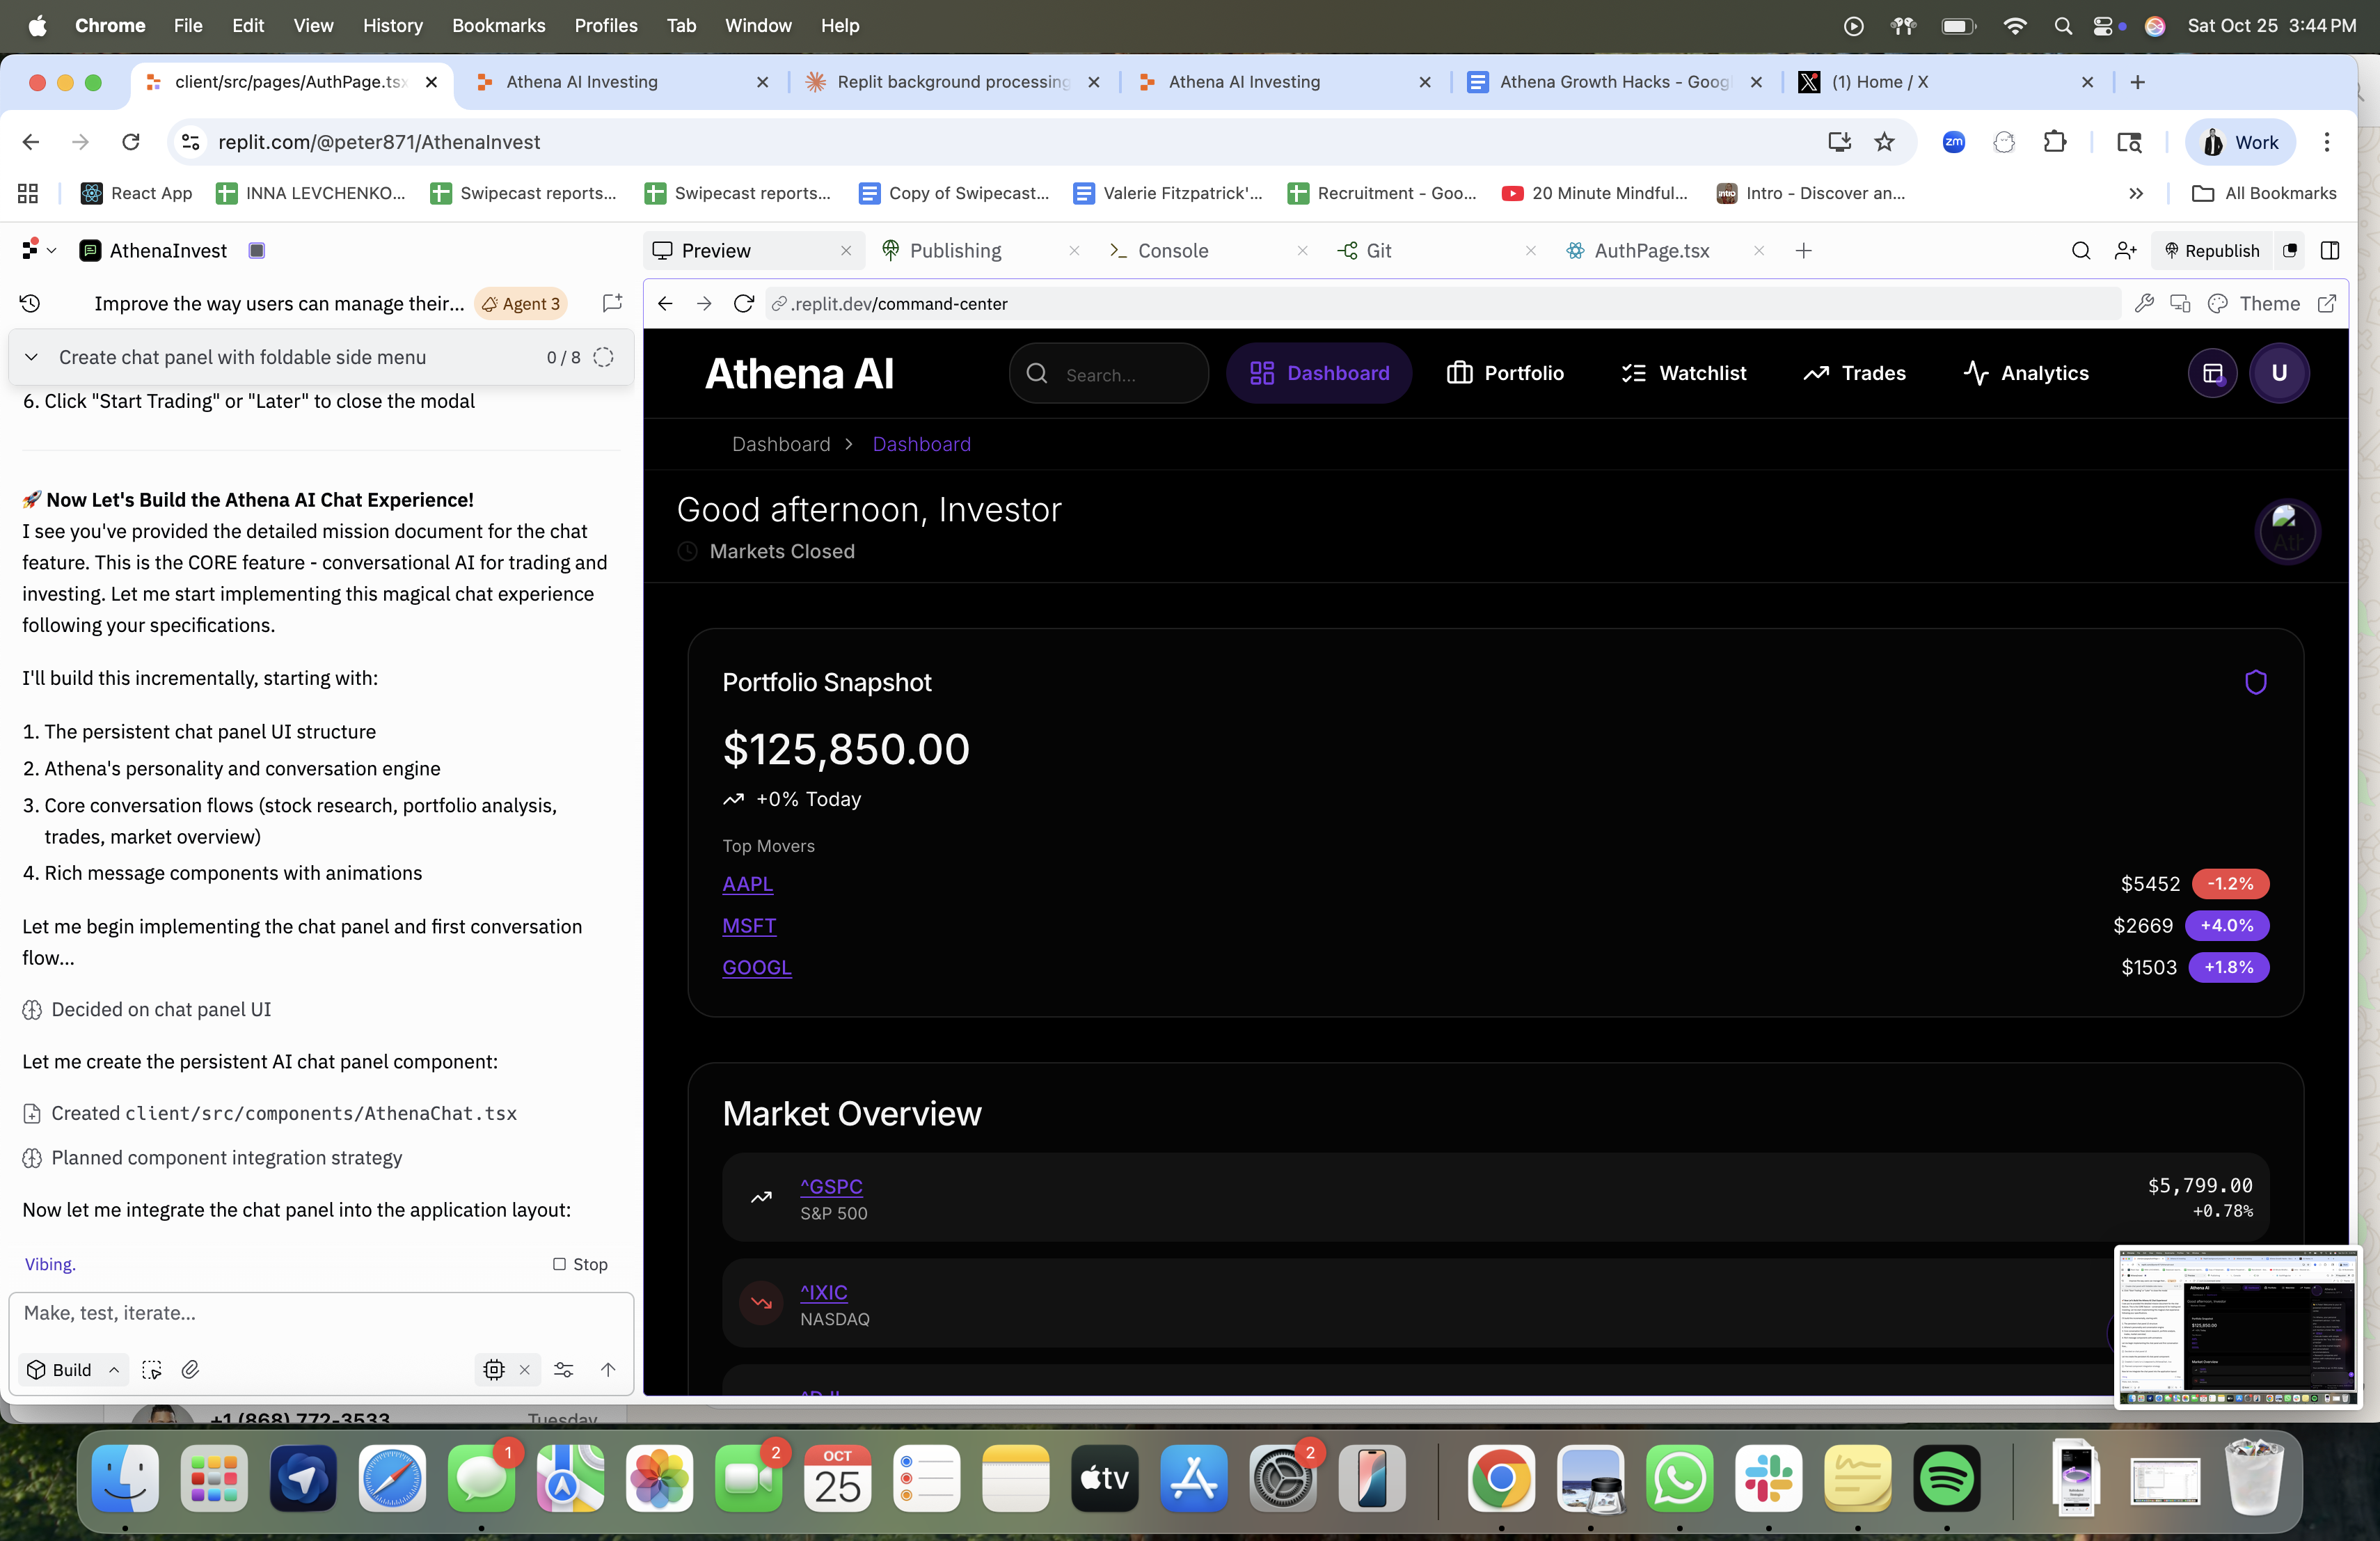 Chrome File Edit View History Bookmarks Profiles Tab Window Help Sat Oct 25 3:44 PM
client/src/pages/AuthPage.tsx Athena AI Investing Replit background processing Athena AI Investing Athena Growth Hacks - Goog (1) Home / X
replit.com/@peter871/AthenaInvest zm Work
React App INNA LEVCHENKO... Swipecast reports... Swipecast reports... Copy of Swipecast... Valerie Fitzpatrick'... Recruitment - Goo... 20 Minute Mindful... intro Intro - Discover an... All Bookmarks
AthenaInvest
Preview Publishing Console Git AuthPage.tsx Republish
Improve the way users can manage their... Agent 3
.replit.dev/command-center Theme
Create chat panel with foldable side menu 0 / 8
6. Click "Start Trading" or "Later" to close the modal
🚀 Now Let's Build the Athena AI Chat Experience!
I see you've provided the detailed mission document for the chat
feature. This is the CORE feature - conversational AI for trading and
investing. Let me start implementing this magical chat experience
following your specifications.
I'll build this incrementally, starting with:
1. The persistent chat panel UI structure
2. Athena's personality and conversation engine
3. Core conversation flows (stock research, portfolio analysis,
trades, market overview)
4. Rich message components with animations
Let me begin implementing the chat panel and first conversation
flow...
Decided on chat panel UI
Let me create the persistent AI chat panel component:
Created client/src/components/AthenaChat.tsx
Planned component integration strategy
Now let me integrate the chat panel into the application layout:
Vibing.
Stop
Make, test, iterate...
Build
Athena AI
Search...
Dashboard Portfolio Watchlist Trades Analytics U
Dashboard > Dashboard
Good afternoon, Investor
Markets Closed
Ath
Portfolio Snapshot
$125,850.00
+0% Today
Top Movers
AAPL $5452 -1.2%
MSFT $2669 +4.0%
GOOGL $1503 +1.8%
Market Overview
^GSPC $5,799.00
S&P 500 +0.78%
^IXIC
NASDAQ
^DJI
+1 (868) 772-3533 Tuesday
1
2
OCT
25
tv
2